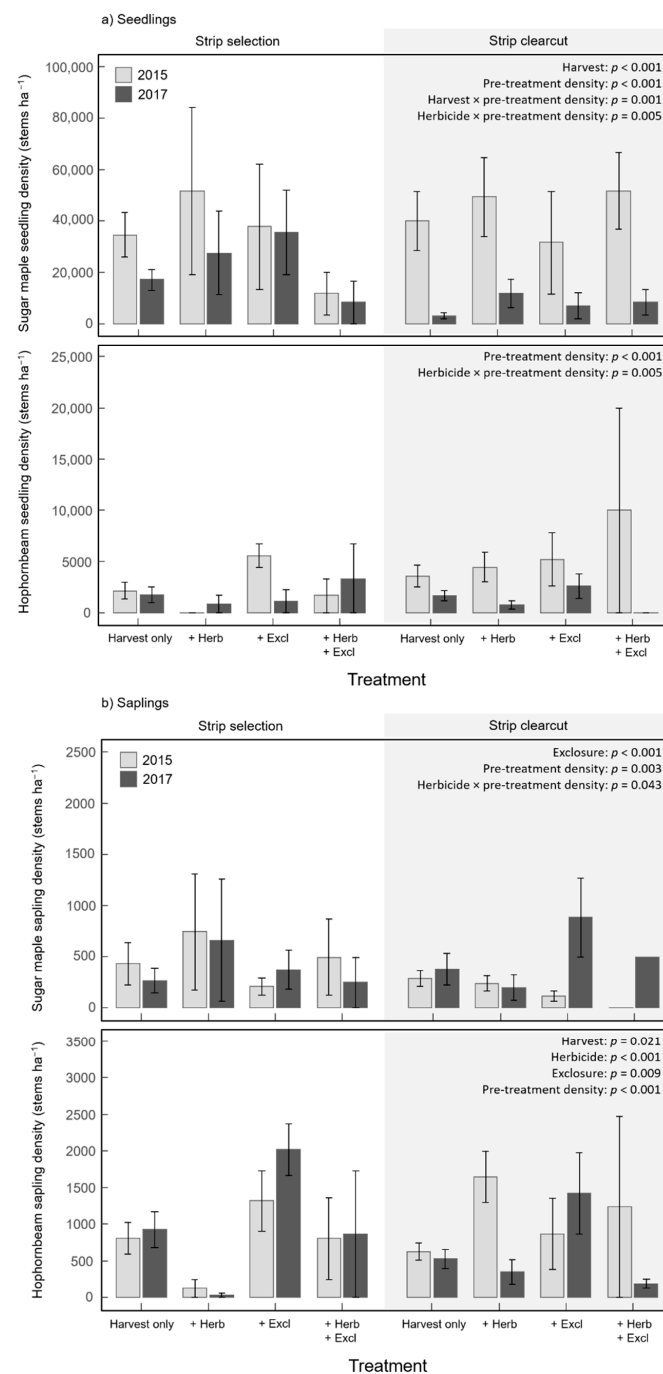 a) Seedlings
Strip selection
Strip clearcut
Sugar maple seedling density (stems ha⁻¹)
100,000
80,000
60,000
40,000
20,000
0
2015
2017
Harvest: p < 0.001
Pre-treatment density: p < 0.001
Harvest × pre-treatment density: p = 0.001
Herbicide × pre-treatment density: p = 0.005
Hophornbeam seedling density (stems ha⁻¹)
25,000
20,000
15,000
10,000
5000
0
Pre-treatment density: p < 0.001
Herbicide × pre-treatment density: p = 0.005
Harvest only
+ Herb
+ Excl
+ Herb
+ Excl
Harvest only
+ Herb
+ Excl
+ Herb
+ Excl
Treatment
b) Saplings
Strip selection
Strip clearcut
Sugar maple sapling density (stems ha⁻¹)
2500
2000
1500
1000
500
0
2015
2017
Exclosure: p < 0.001
Pre-treatment density: p = 0.003
Herbicide × pre-treatment density: p = 0.043
Hophornbeam sapling density (stems ha⁻¹)
3500
3000
2500
2000
1500
1000
500
0
Harvest: p = 0.021
Herbicide: p < 0.001
Exclosure: p = 0.009
Pre-treatment density: p < 0.001
Harvest only
+ Herb
+ Excl
+ Herb
+ Excl
Harvest only
+ Herb
+ Excl
+ Herb
+ Excl
Treatment